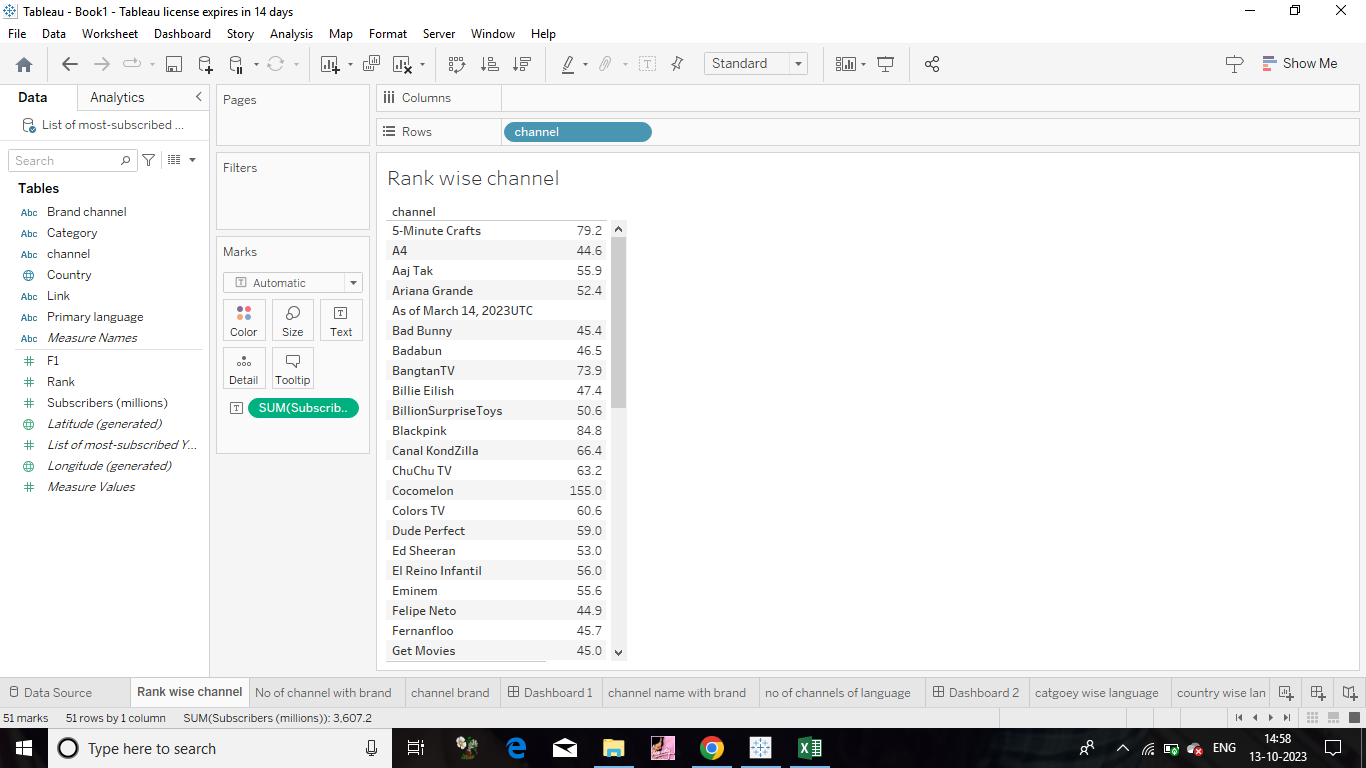 Tableau - Book1 - Tableau license expires in 14 days
File Data Worksheet Dashboard Story Analysis Map Format Server Window Help
Standard
Show Me
Data Analytics
List of most-subscribed ...
Search
Tables
Abc Brand channel
Abc Category
Abc channel
Country
Abc Link
Abc Primary language
Abc Measure Names
F1
Rank
Subscribers (millions)
Latitude (generated)
List of most-subscribed Y...
Longitude (generated)
Measure Values
Pages
Filters
Marks
Automatic
Color Size Text
Detail Tooltip
SUM(Subscrib..
Columns
Rows channel
Rank wise channel
channel
5-Minute Crafts 79.2
A4 44.6
Aaj Tak 55.9
Ariana Grande 52.4
As of March 14, 2023UTC
Bad Bunny 45.4
Badabun 46.5
BangtanTV 73.9
Billie Eilish 47.4
BillionSurpriseToys 50.6
Blackpink 84.8
Canal KondZilla 66.4
ChuChu TV 63.2
Cocomelon 155.0
Colors TV 60.6
Dude Perfect 59.0
Ed Sheeran 53.0
El Reino Infantil 56.0
Eminem 55.6
Felipe Neto 44.9
Fernanfloo 45.7
Get Movies 45.0
Data Source Rank wise channel No of channel with brand channel brand Dashboard 1 channel name with brand no of channels of language Dashboard 2 catgoey wise language country wise lan
51 marks 51 rows by 1 column SUM(Subscribers (millions)): 3,607.2
Type here to search
ENG
14:58
13-10-2023